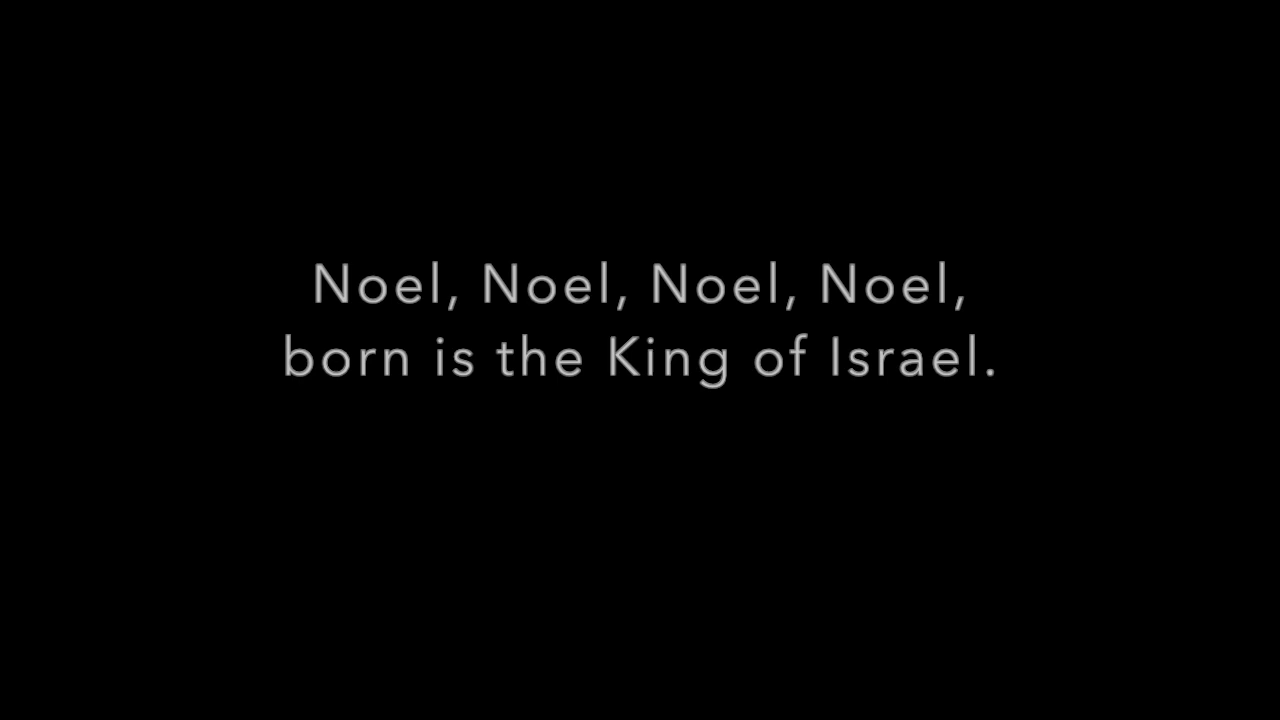 Noel, Noel, Noel, Noel,
born is the King of Israel.